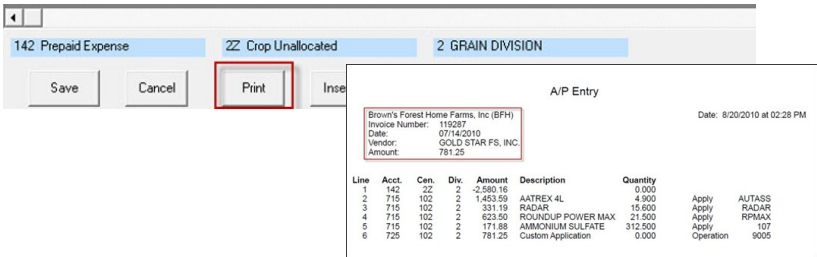 142 Prepaid Expense 2Z Crop Unallocated 2 GRAIN DIVISION
Save Cancel Print Inse
A/P Entry
Brown's Forest Home Farms, Inc (BFH) Date: 8/20/2010 at 02:28 PM
Invoice Number: 119287
Date: 07/14/2010
Vendor: GOLD STAR FS, INC.
Amount: 781.25
Line Acct. Cen. Div. Amount Description Quantity
1 142 2Z 2 -2,580.16 0.000
2 715 102 2 1,453.59 AATREX 4L 4.900 Apply AUTASS
3 715 102 2 331.19 RADAR 15.600 Apply RADAR
4 715 102 2 623.50 ROUNDUP POWER MAX 21.500 Apply RPMAX
5 715 102 2 171.88 AMMONIUM SULFATE 312.500 Apply 107
6 725 102 2 781.25 Custom Application 0.000 Operation 9005